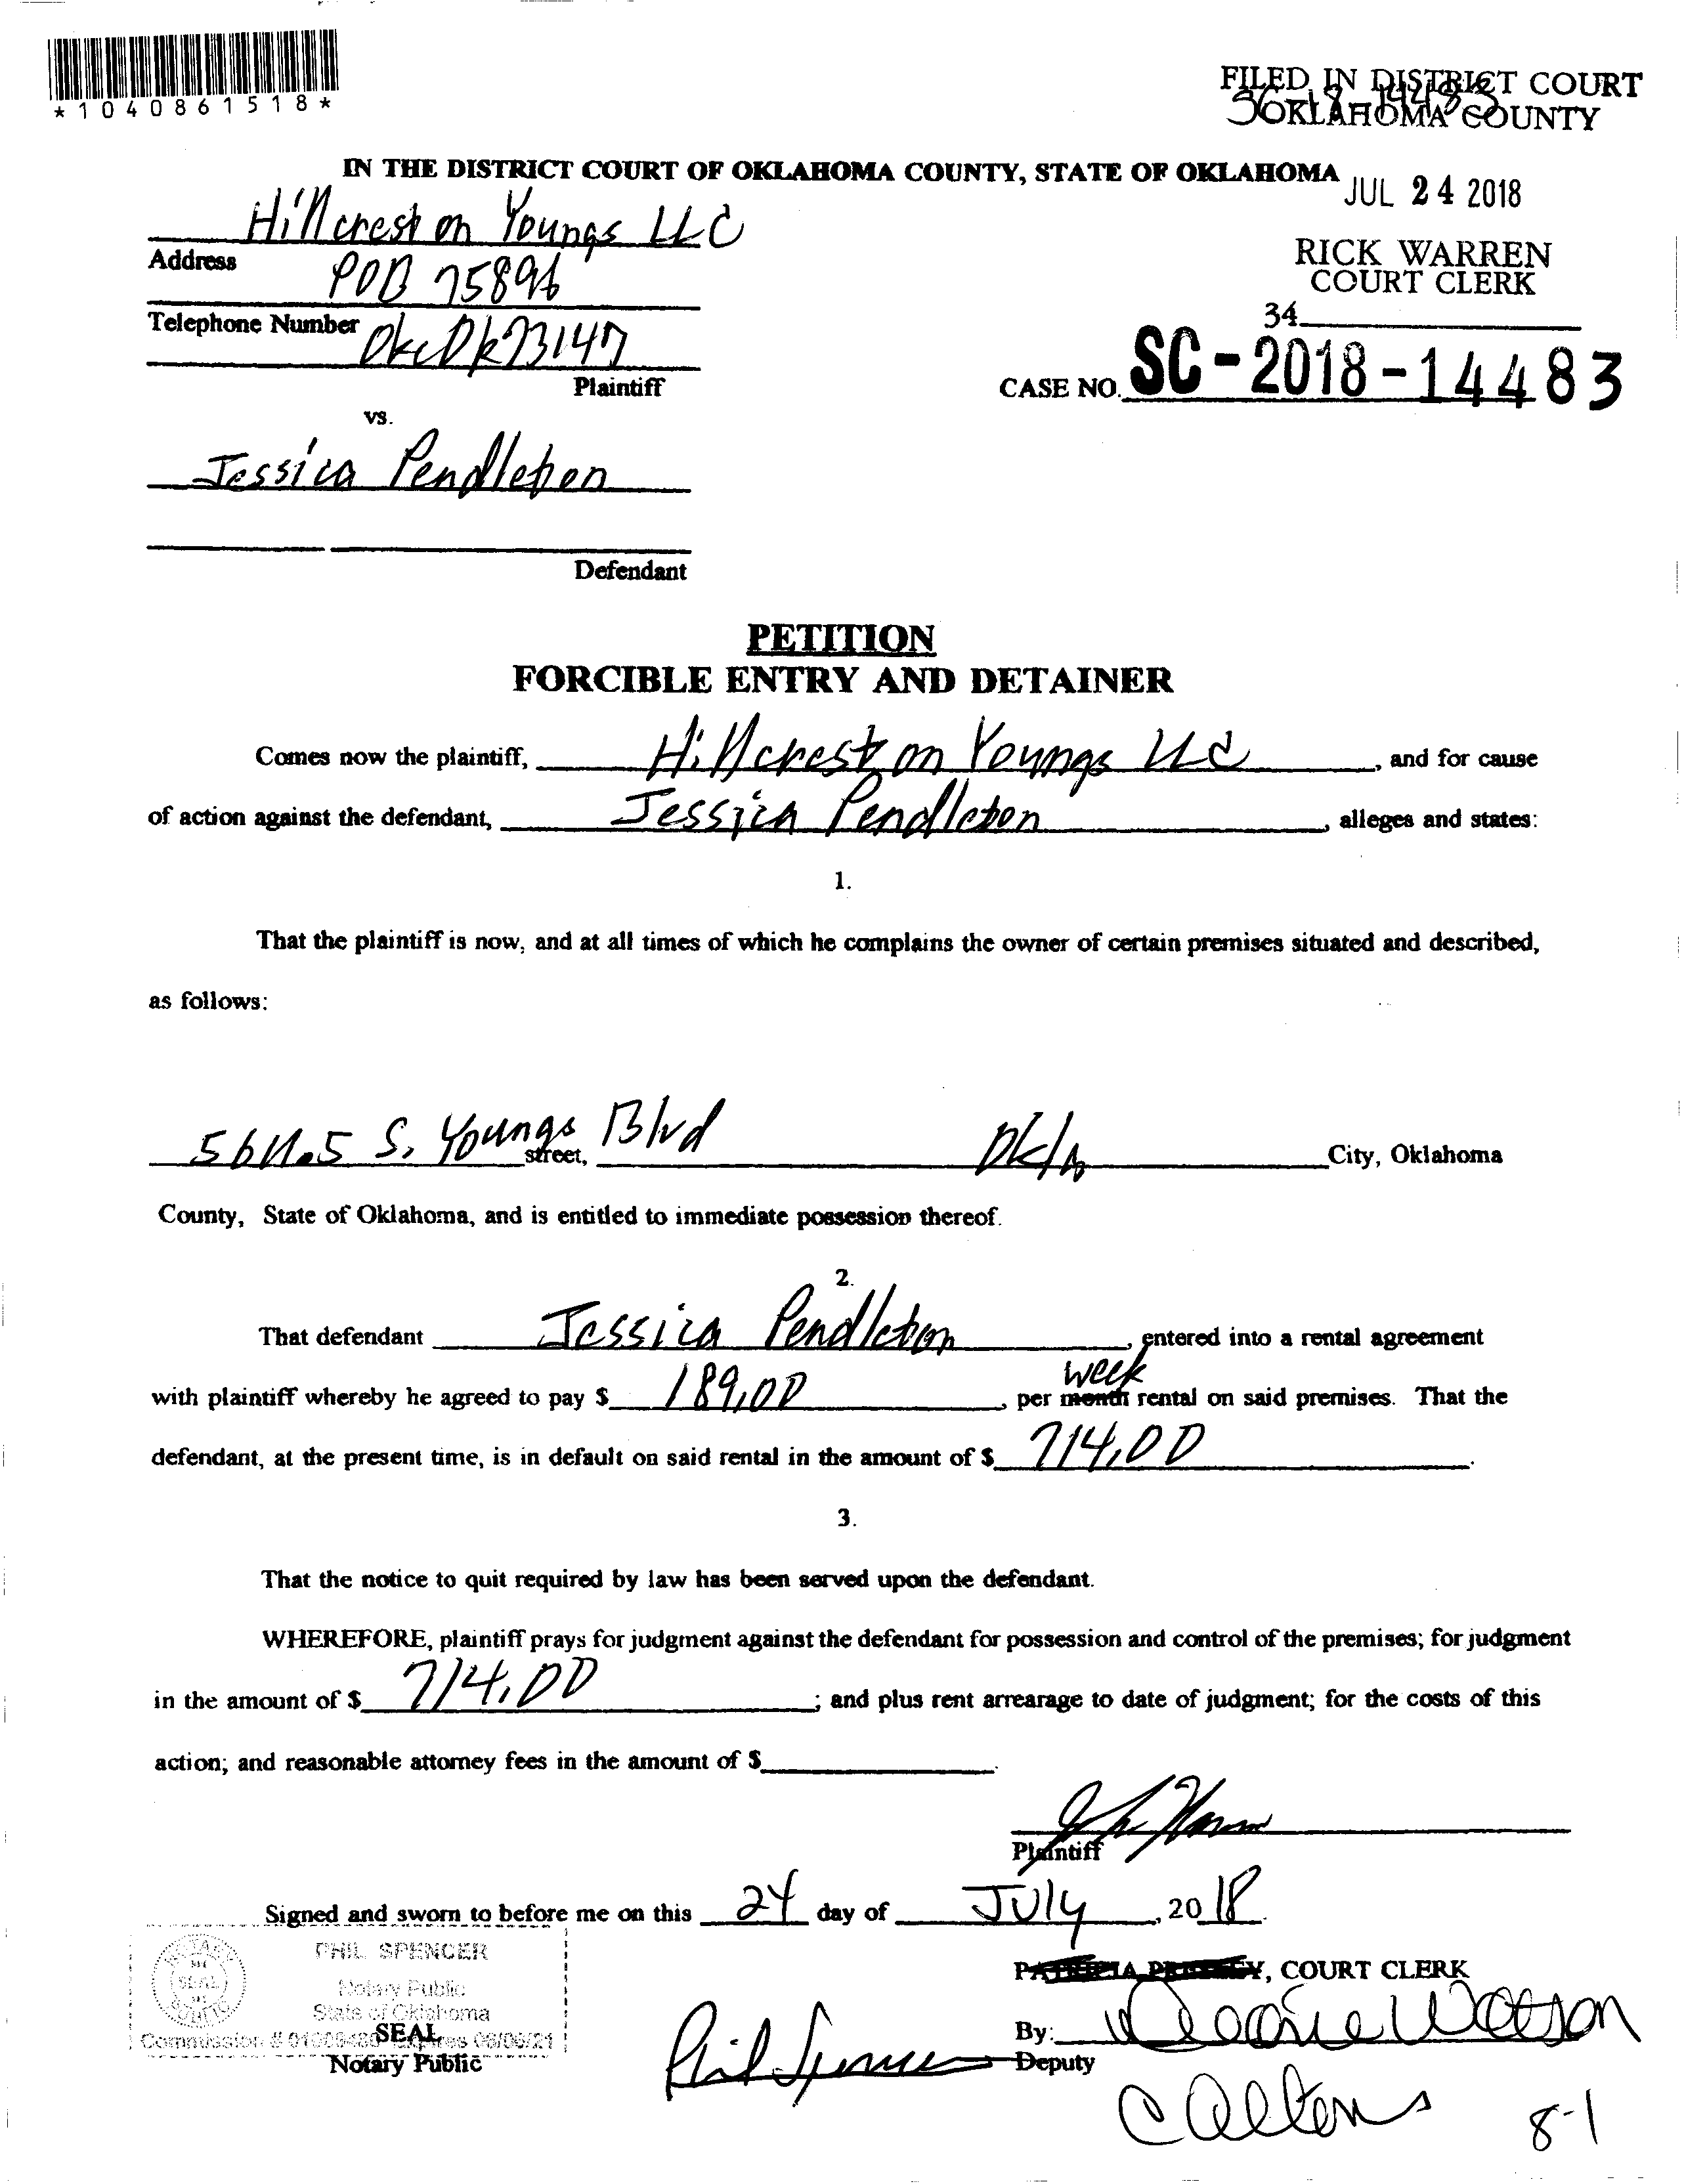 *1040861518*
FILED IN DISTRICT COURT
OKLAHOMA COUNTY
IN THE DISTRICT COURT OF OKLAHOMA COUNTY, STATE OF OKLAHOMA
JUL 24 2018
Hillcrest on Youngs LLC
RICK WARREN
COURT CLERK
Address
POB 75896
34
Telephone Number
Okc Ok 73147
Plaintiff
CASE NO. SC-2018-14483
vs.
Jessica Pendleton
Defendant
PETITION
FORCIBLE ENTRY AND DETAINER
Comes now the plaintiff, Hillcrest on Youngs LLC, and for cause
of action against the defendant, Jessica Pendleton, alleges and states:
1.
That the plaintiff is now, and at all times of which he complains the owner of certain premises situated and described,
as follows:
S. Youngs Blvd street, Okla City, Oklahoma
County, State of Oklahoma, and is entitled to immediate possession thereof.
2.
That defendant Jessica Pendleton, entered into a rental agreement
week
with plaintiff whereby he agreed to pay $ 189.00, per month rental on said premises. That the
defendant, at the present time, is in default on said rental in the amount of $ 714.00.
3.
That the notice to quit required by law has been served upon the defendant.
WHEREFORE, plaintiff prays for judgment against the defendant for possession and control of the premises; for judgment
in the amount of $ 714.00; and plus rent arrearage to date of judgment; for the costs of this
action; and reasonable attorney fees in the amount of $
Plaintiff
Signed and sworn to before me on this 24 day of July, 2018.
PHIL SPENCER
Notary Public
State of Oklahoma
Commission # Expires 06/06/21
SEAL
Notary Public
, COURT CLERK
By:
Watson
Phil Spencer
Deputy
8-1